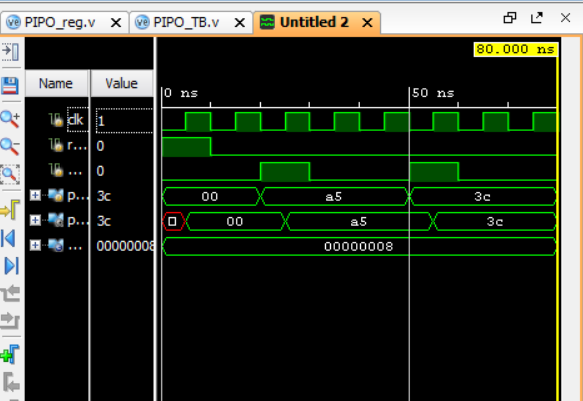 PIPO_reg.v PIPO_TB.v Untitled 2
80.000 ns
Name Value
0 ns 50 ns
clk 1
r... 0
... 0
p... 3c 00 a5 3c
p... 3c 00 a5 3c
... 00000008 00000008